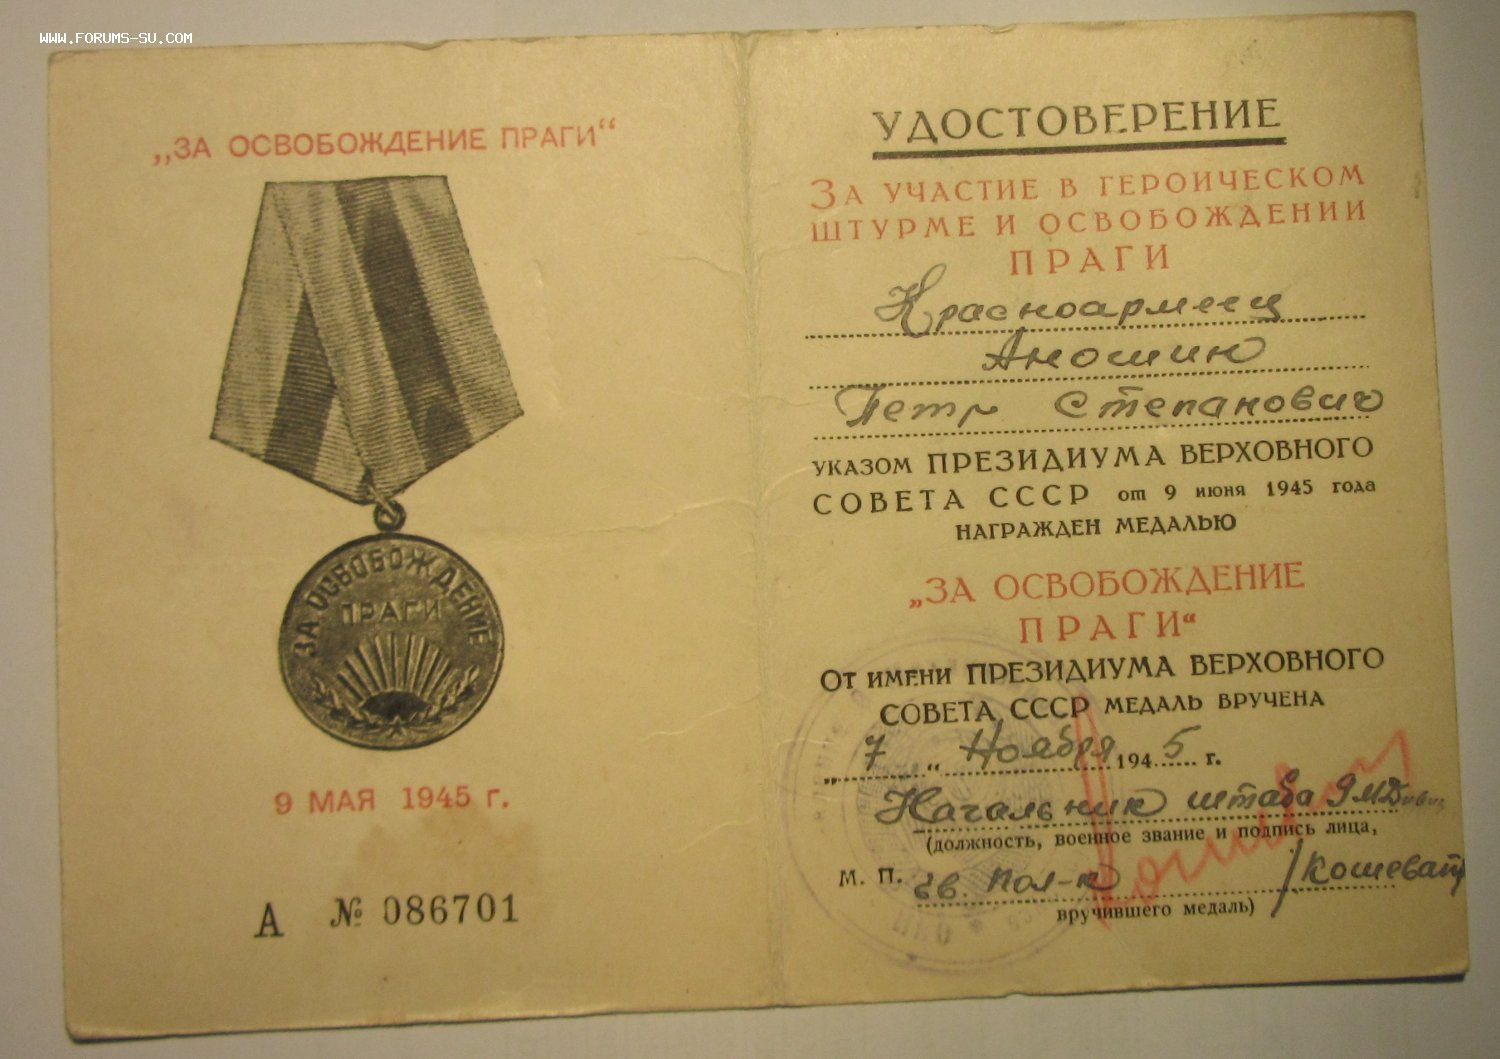 WWW.FORUMS-SU.COM
„ЗА ОСВОБОЖДЕНИЕ ПРАГИ“
ЗА ОСВОБОЖДЕНИЕ
ПРАГИ
9 МАЯ 1945 г.
А № 086701
УДОСТОВЕРЕНИЕ
ЗА УЧАСТИЕ В ГЕРОИЧЕСКОМ
ШТУРМЕ И ОСВОБОЖДЕНИИ
ПРАГИ
Красноармеец
Аношин
Петр Степанович
УКАЗОМ ПРЕЗИДИУМА ВЕРХОВНОГО
СОВЕТА СССР от 9 июня 1945 года
НАГРАЖДЕН МЕДАЛЬЮ
„ЗА ОСВОБОЖДЕНИЕ
ПРАГИ“
ОТ ИМЕНИ ПРЕЗИДИУМА ВЕРХОВНОГО
СОВЕТА СССР МЕДАЛЬ ВРУЧЕНА
„ 7 “ Ноября 1945 г.
Начальник штаба
(должность, военное звание и подпись лица,
М. П. гв. пол-к /Кошевать
вручившего медаль)